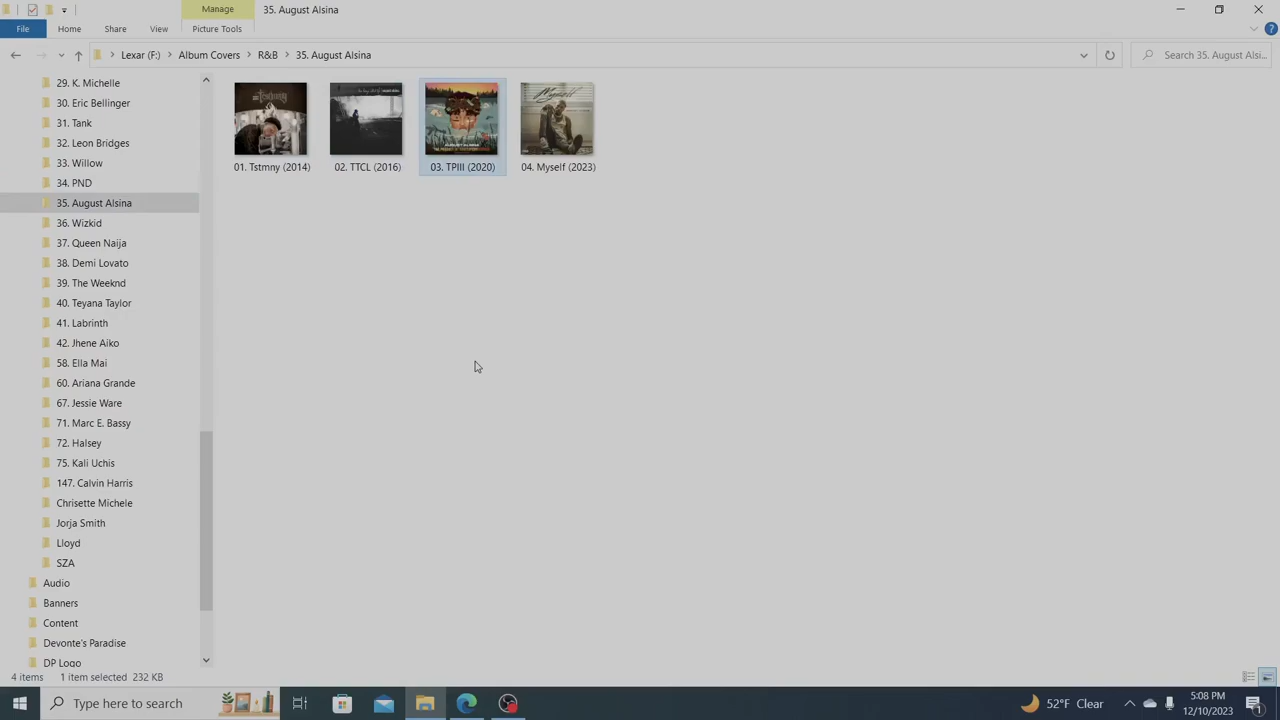 Manage
35. August Alsina
File
Home
Share
View
Picture Tools
Lexar (F:)
Album Covers
R&B
35. August Alsina
Search 35. August Alsi...
29. K. Michelle
30. Eric Bellinger
31. Tank
32. Leon Bridges
33. Willow
34. PND
35. August Alsina
36. Wizkid
37. Queen Naija
38. Demi Lovato
39. The Weeknd
40. Teyana Taylor
41. Labrinth
42. Jhene Aiko
58. Ella Mai
60. Ariana Grande
67. Jessie Ware
71. Marc E. Bassy
72. Halsey
75. Kali Uchis
147. Calvin Harris
Chrisette Michele
Jorja Smith
Lloyd
SZA
Audio
Banners
Content
Devonte's Paradise
DP Logo
01. Tstmny (2014)
02. TTCL (2016)
03. TPIII (2020)
04. Myself (2023)
4 items
1 item selected
232 KB
Type here to search
52°F
Clear
5:08 PM
12/10/2023
1